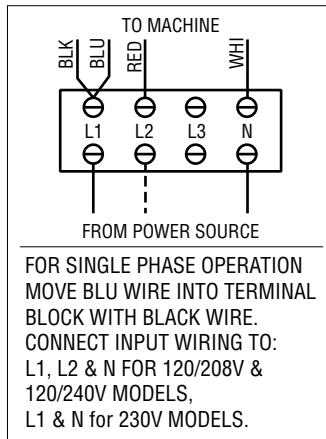 TO MACHINE
BLK
BLU
RED
WHI
L1 L2 L3 N
FROM POWER SOURCE
FOR SINGLE PHASE OPERATION
MOVE BLU WIRE INTO TERMINAL
BLOCK WITH BLACK WIRE.
CONNECT INPUT WIRING TO:
L1, L2 & N FOR 120/208V &
120/240V MODELS,
L1 & N for 230V MODELS.